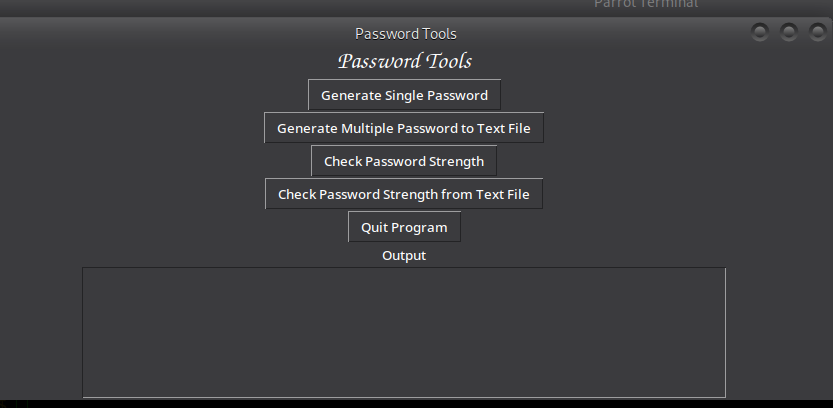 Parrot Terminal
Password Tools
Password Tools
Generate Single Password
Generate Multiple Password to Text File
Check Password Strength
Check Password Strength from Text File
Quit Program
Output